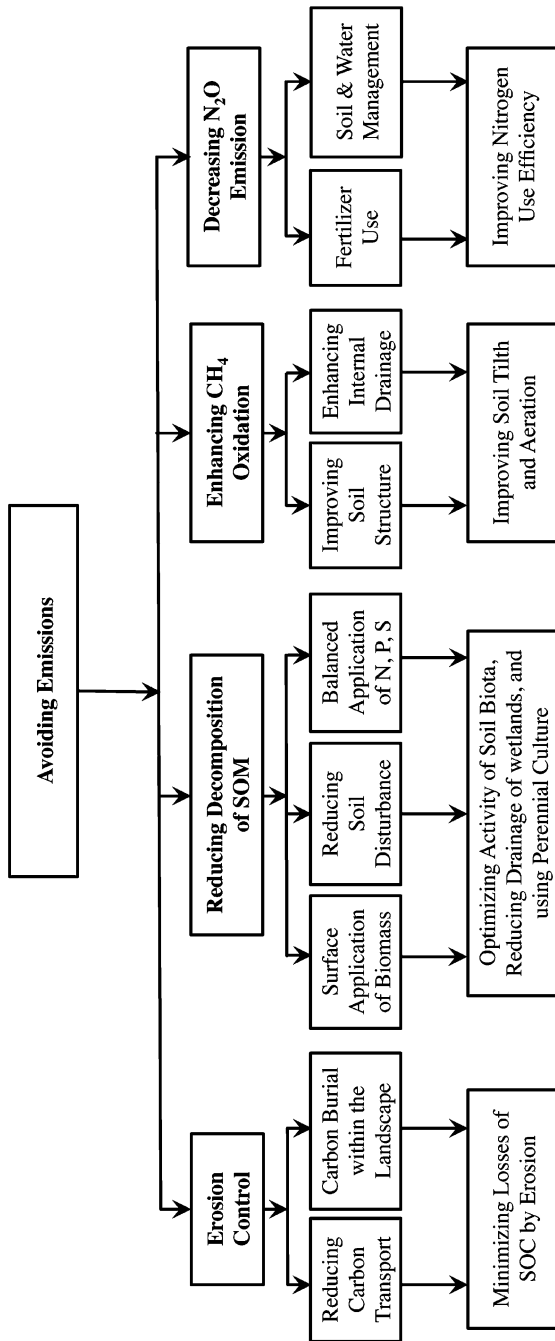 Avoiding Emissions
Erosion
Control
Reducing Decomposition
of SOM
Enhancing CH₄
Oxidation
Decreasing N₂O
Emission
Reducing
Carbon
Transport
Carbon Burial
within the
Landscape
Surface
Application
of Biomass
Reducing
Soil
Disturbance
Balanced
Application
of N, P, S
Improving
Soil
Structure
Enhancing
Internal
Drainage
Fertilizer
Use
Soil & Water
Management
Minimizing Losses of
SOC by Erosion
Optimizing Activity of Soil Biota,
Reducing Drainage of wetlands, and
using Perennial Culture
Improving Soil Tilth
and Aeration
Improving Nitrogen
Use Efficiency